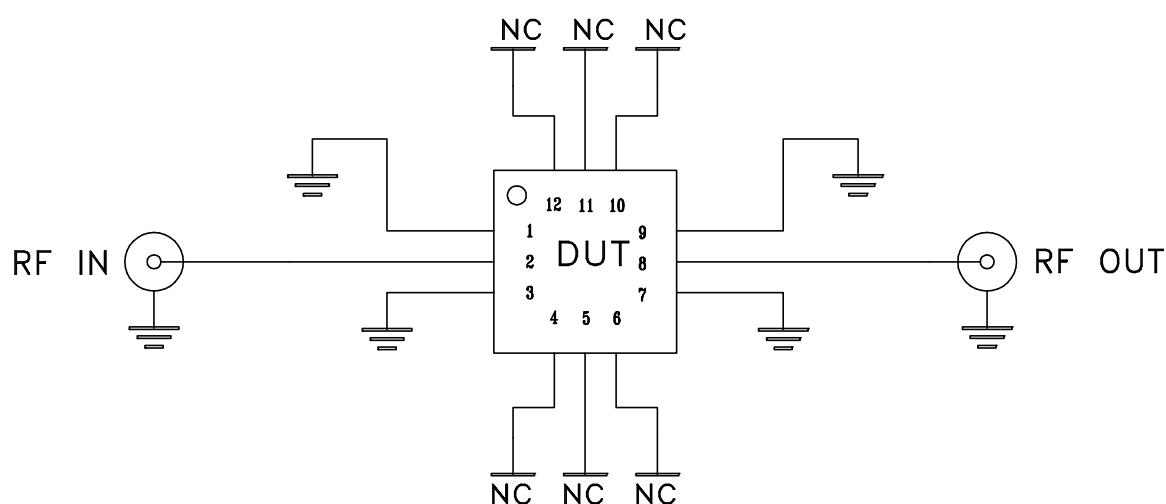 NC NC NC
12 11 10
1 9
RF IN 2 DUT 8 RF OUT
3 7
4 5 6
NC NC NC